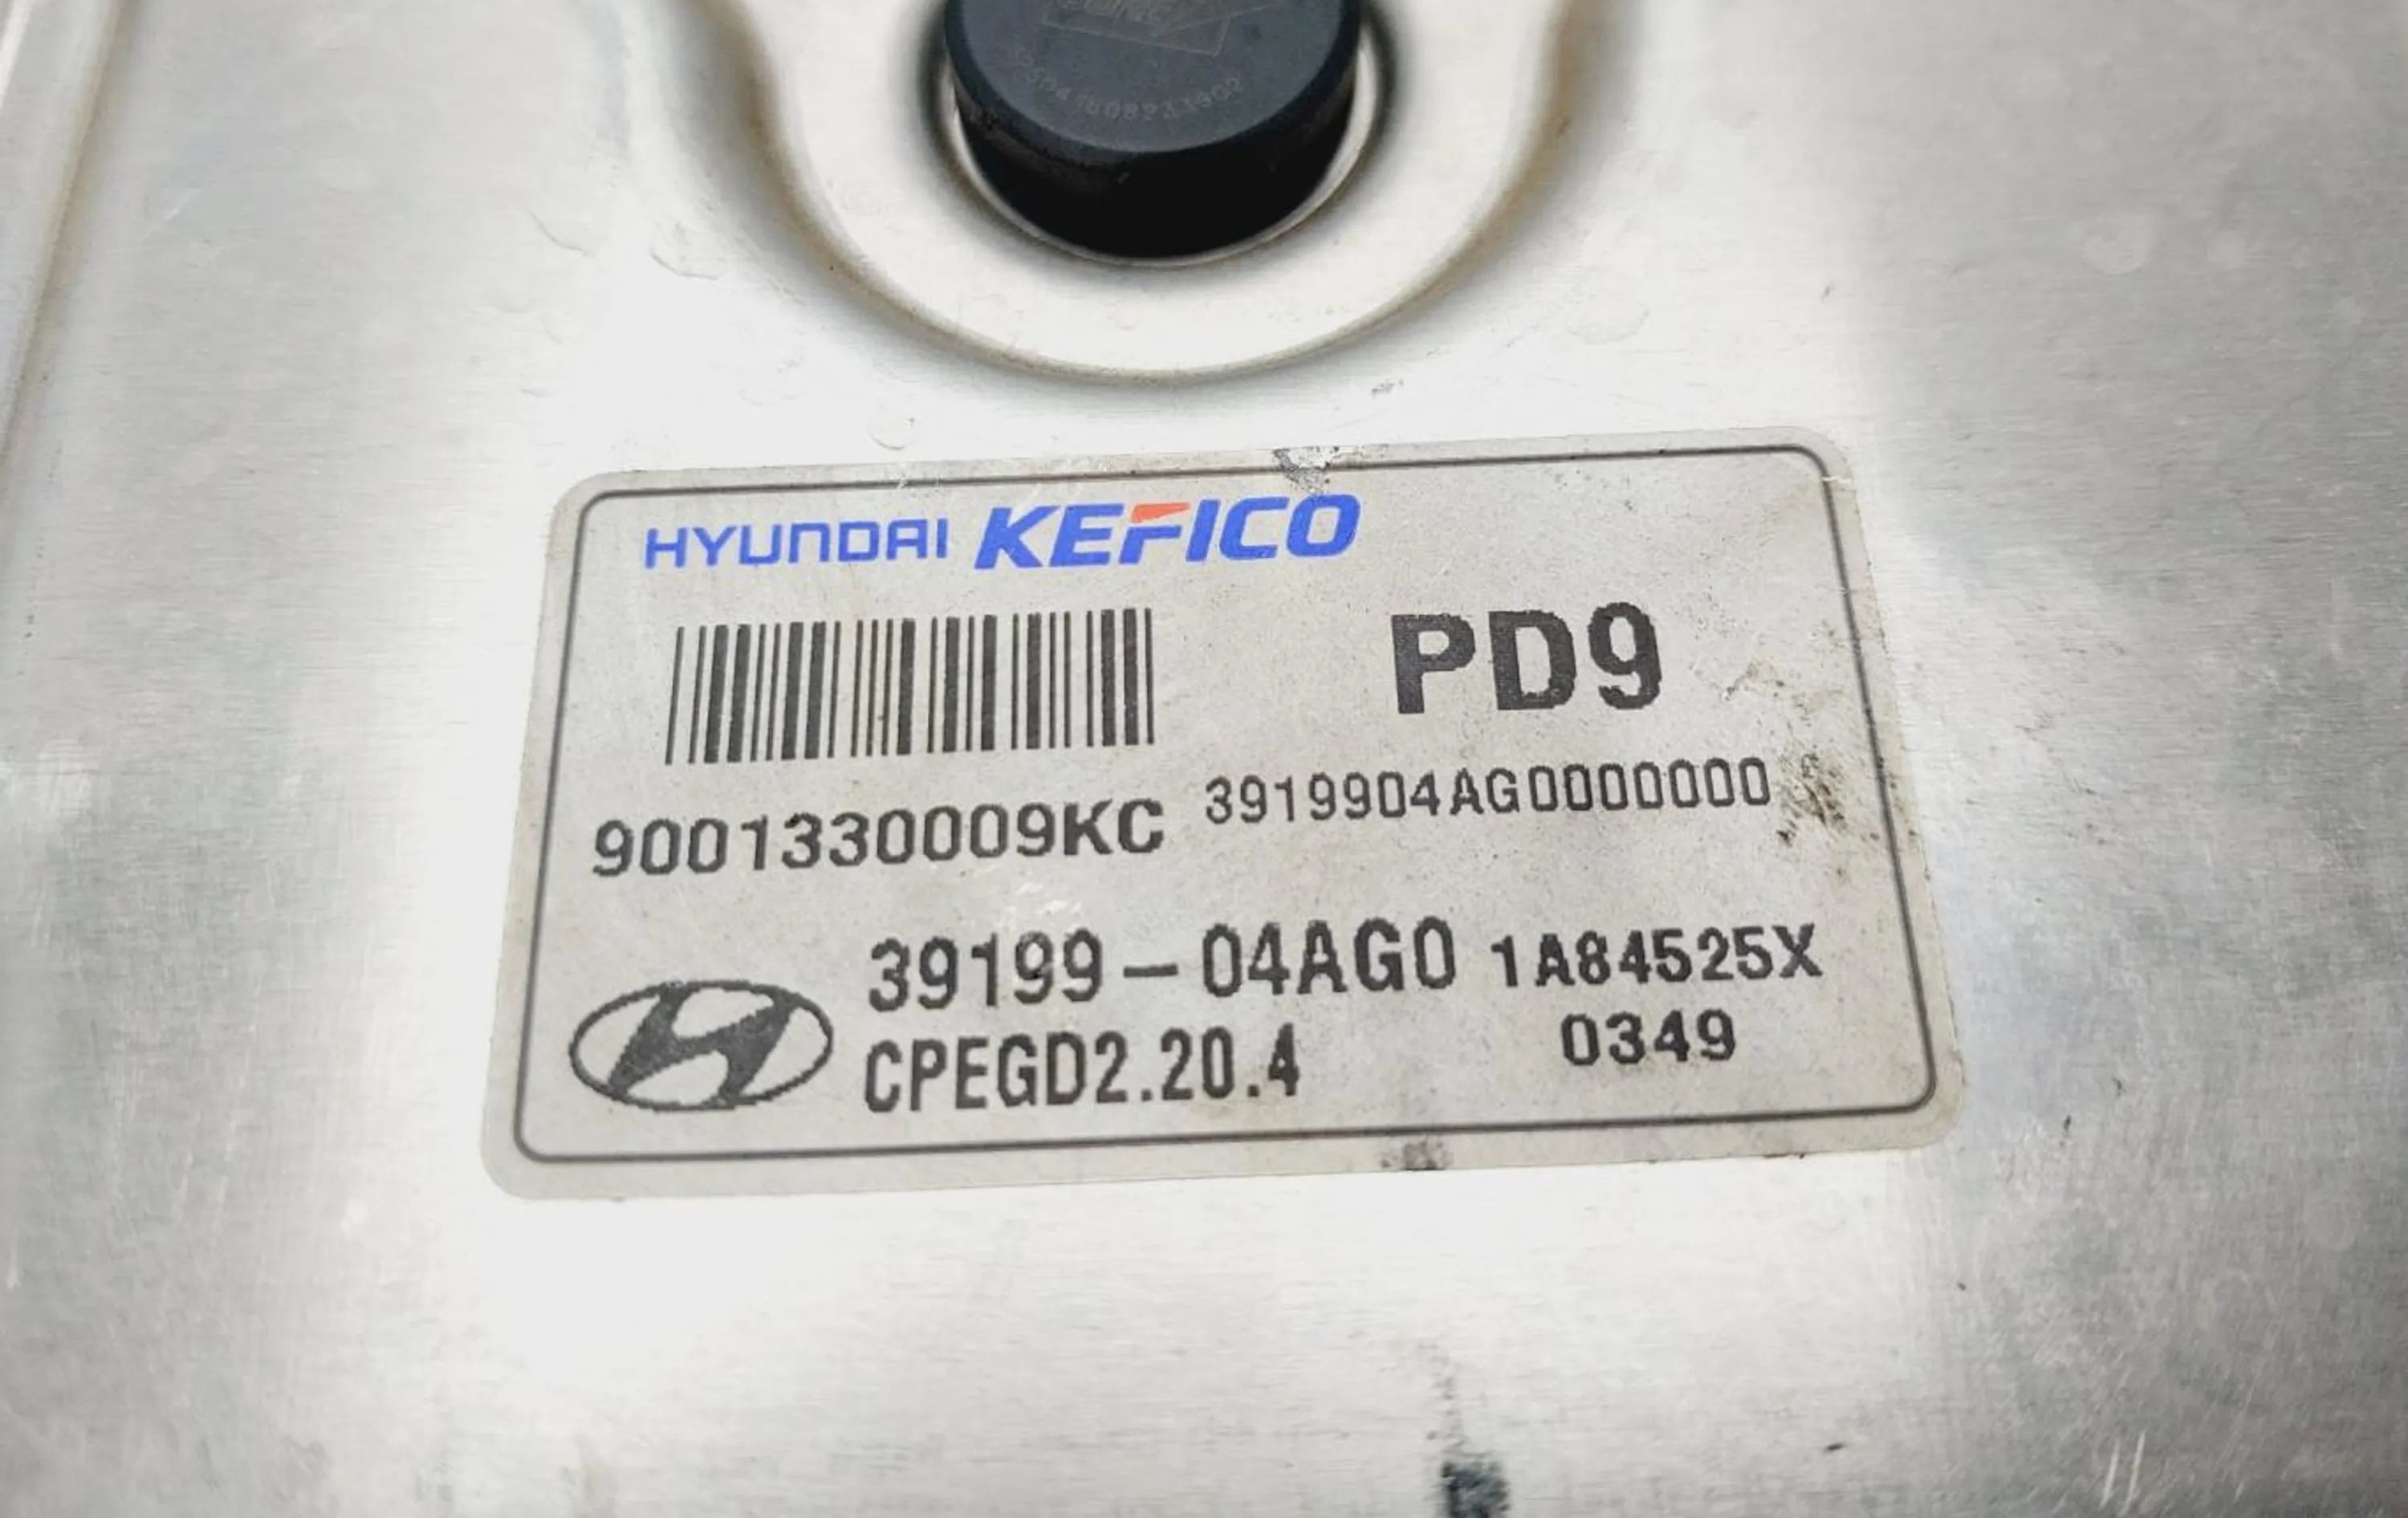 HYUNDAI KEFICO
PD9
9001330009KC
3919904AG0000000
39199-04AG0 1A84525X
CPEGD2.20.4
0349